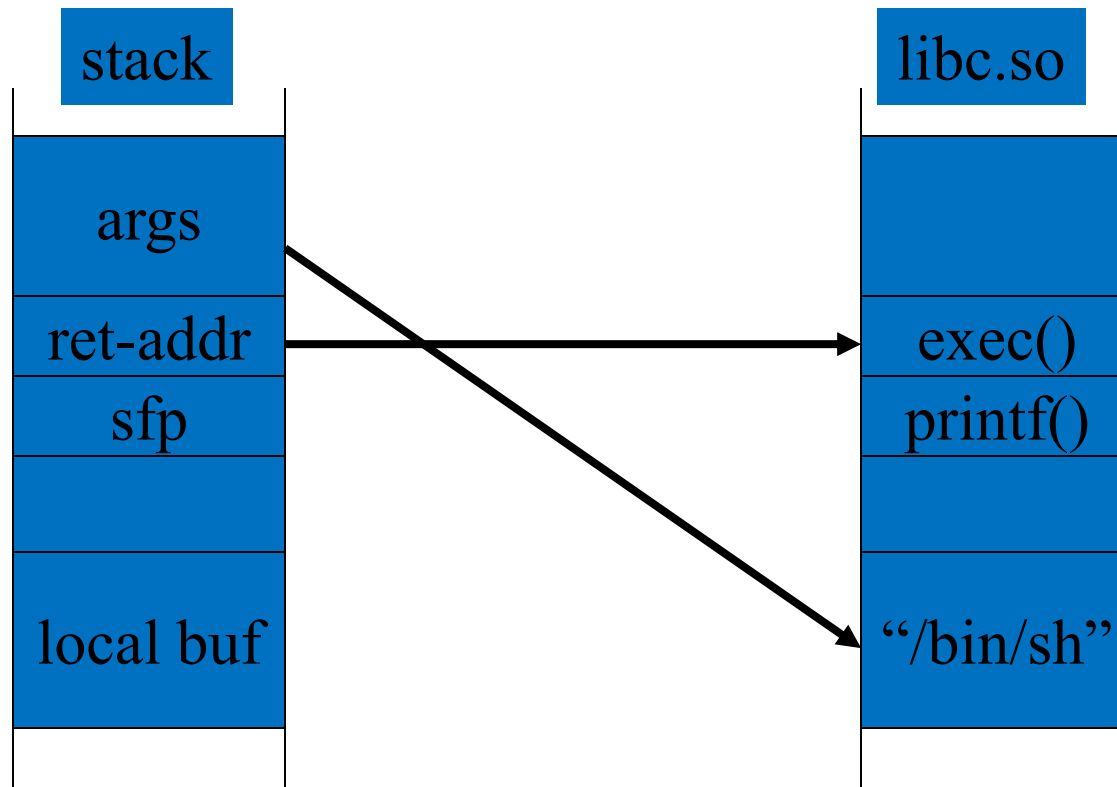 stack
args
ret-addr
sfp
local buf
libc.so
exec()
printf()
“/bin/sh”